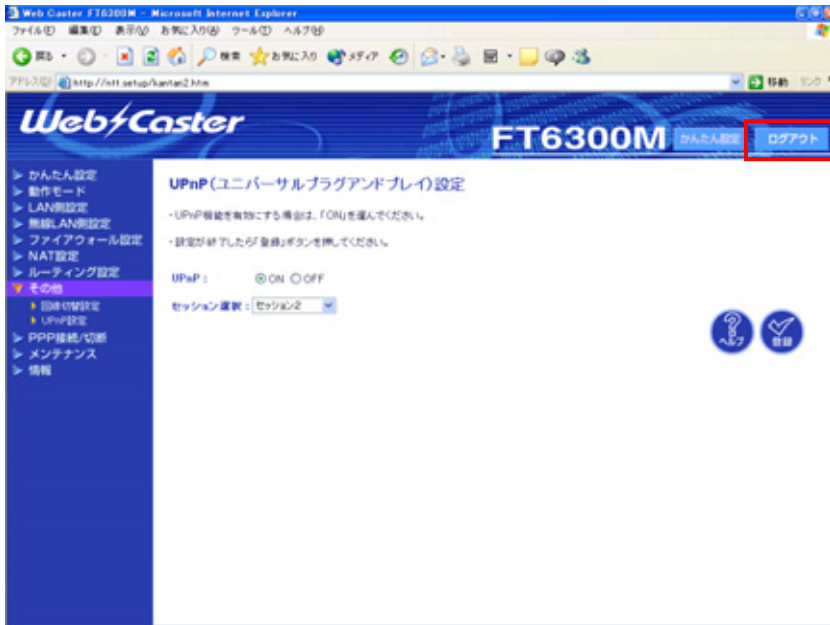 Web Caster FT6300M - Microsoft Internet Explorer
ファイル(F) 編集(E) 表示(V) お気に入り(A) ツール(T) ヘルプ(H)
戻る 検索 お気に入り メディア
アドレス(D) http://ntt.setup/kantan2.htm 移動 リンク
Web Caster
FT6300M かんたん設定 ログアウト
かんたん設定
動作モード
LAN側設定
無線LAN側設定
ファイアウォール設定
NAT設定
ルーティング設定
その他
回線切替設定
UPnP設定
PPP接続/切断
メンテナンス
情報
UPnP(ユニバーサルプラグアンドプレイ)設定
・UPnP機能を有効にする場合は、「ON」を選んでください。
・設定が終了したら「登録」ボタンを押してください。
UPnP : ON OFF
セッション選択 : セッション2
ヘルプ 登録